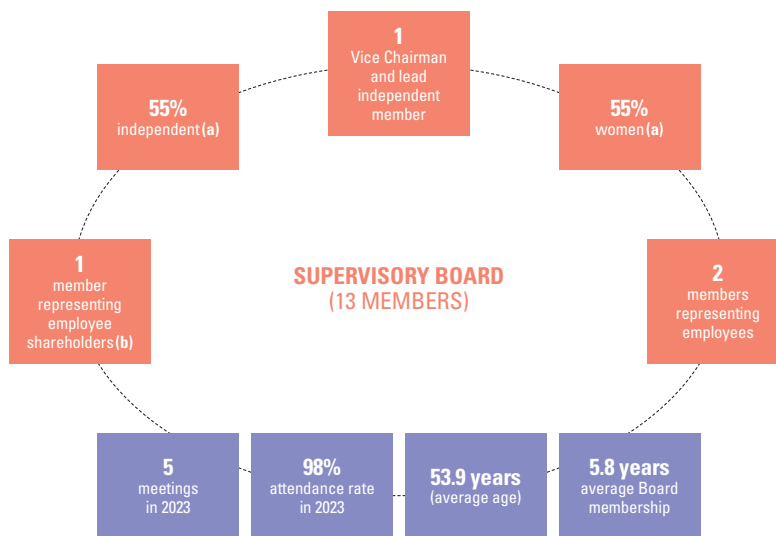 1
Vice Chairman
and lead
independent
member
55%
independent (a)
55%
women (a)
1
member
representing
employee
shareholders (b)
SUPERVISORY BOARD
(13 MEMBERS)
2
members
representing
employees
5
meetings
in 2023
98%
attendance rate
in 2023
53.9 years
(average age)
5.8 years
average Board
membership